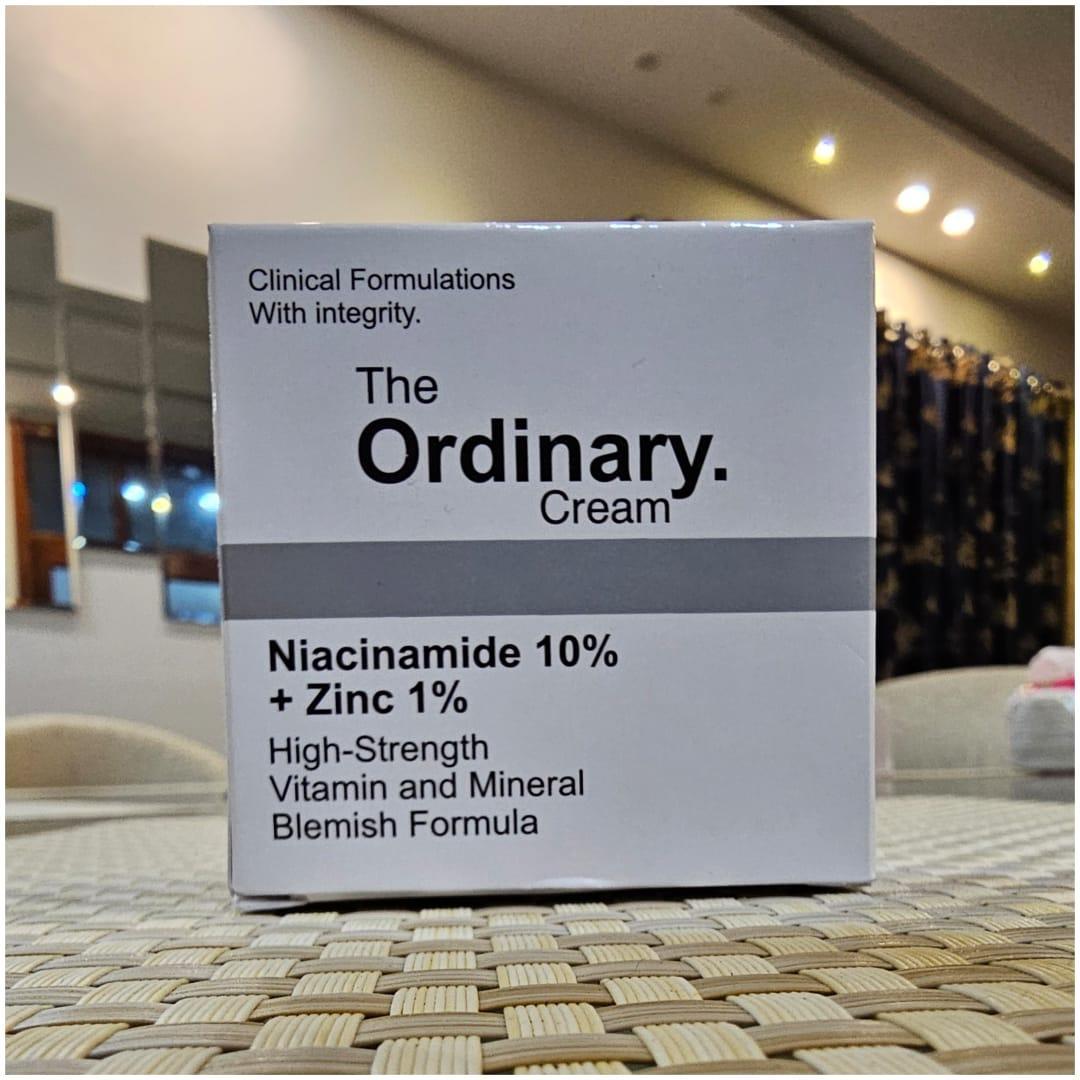 Clinical Formulations
With integrity.
The
Ordinary.
Cream
Niacinamide 10%
+ Zinc 1%
High-Strength
Vitamin and Mineral
Blemish Formula